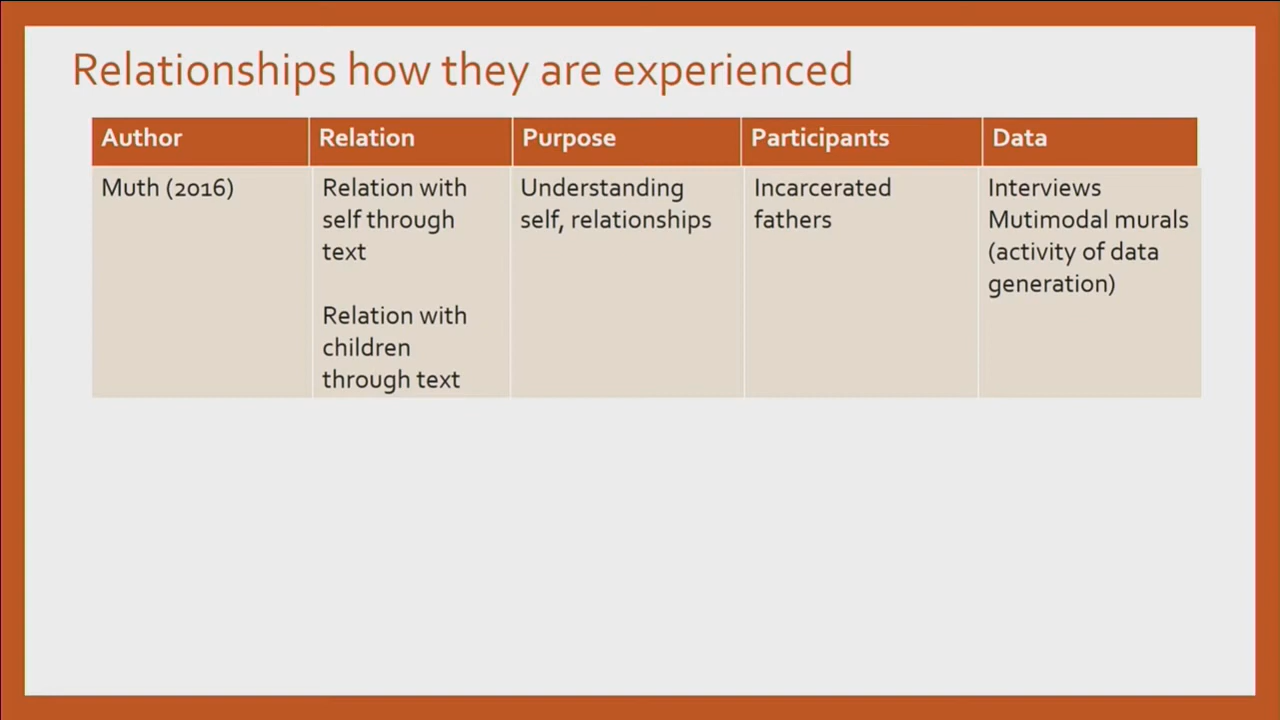 Relationships how they are experienced
Author Relation Purpose Participants Data
Muth (2016)
Relation with
self through
text
Relation with
children
through text
Understanding
self, relationships
Incarcerated
fathers
Interviews
Mutimodal murals
(activity of data
generation)